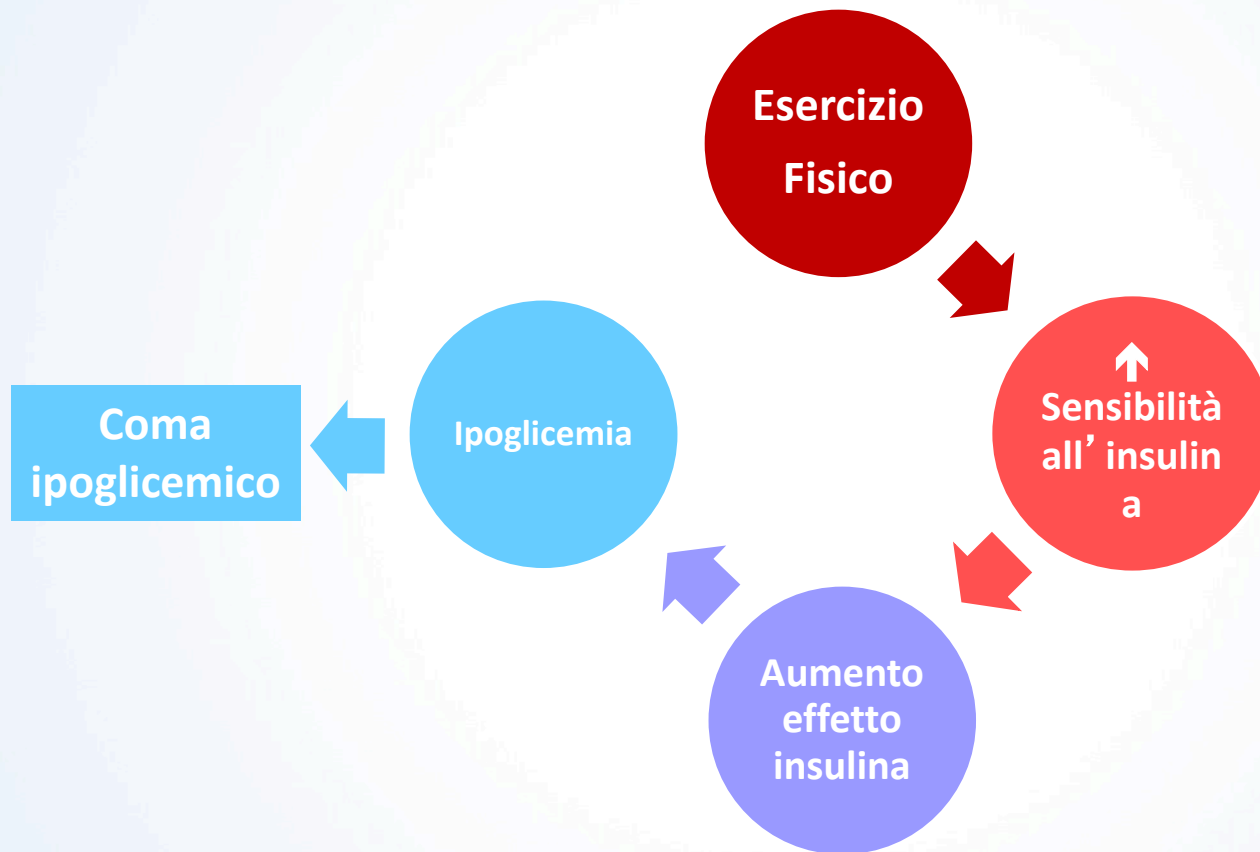 Esercizio
Fisico
↑
Sensibilità
all’ insulin
a
Aumento
effetto
insulina
Ipoglicemia
Coma
ipoglicemico